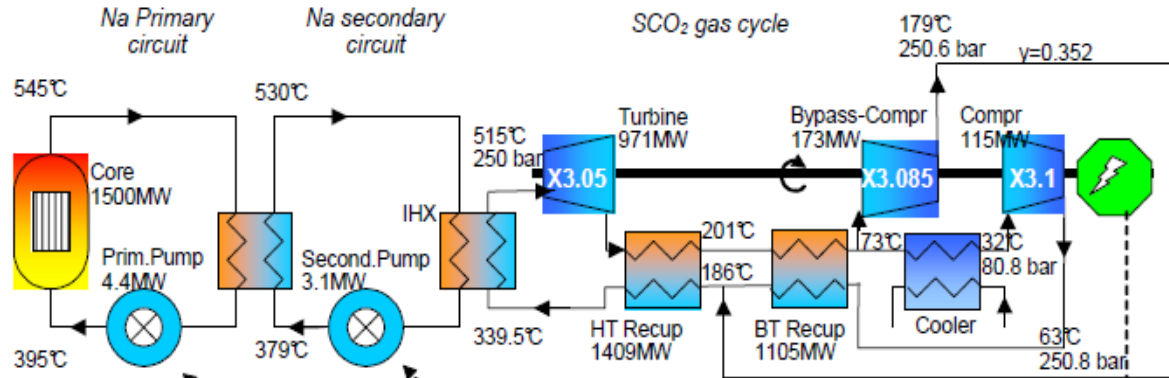 Na Primary
circuit
Na secondary
circuit
SCO₂ gas cycle
179°C
250.6 bar
y=0.352
545°C
530°C
515°C
250 bar
Turbine
971MW
Bypass-Compr
173MW
Compr
115MW
X3.05
X3.085
X3.1
Core
1500MW
IHX
Prim.Pump
4.4MW
Second.Pump
3.1MW
201°C
186°C
73°C
32°C
80.8 bar
395°C
379°C
339.5°C
HT Recup
1409MW
BT Recup
1105MW
Cooler
63°C
250.8 bar